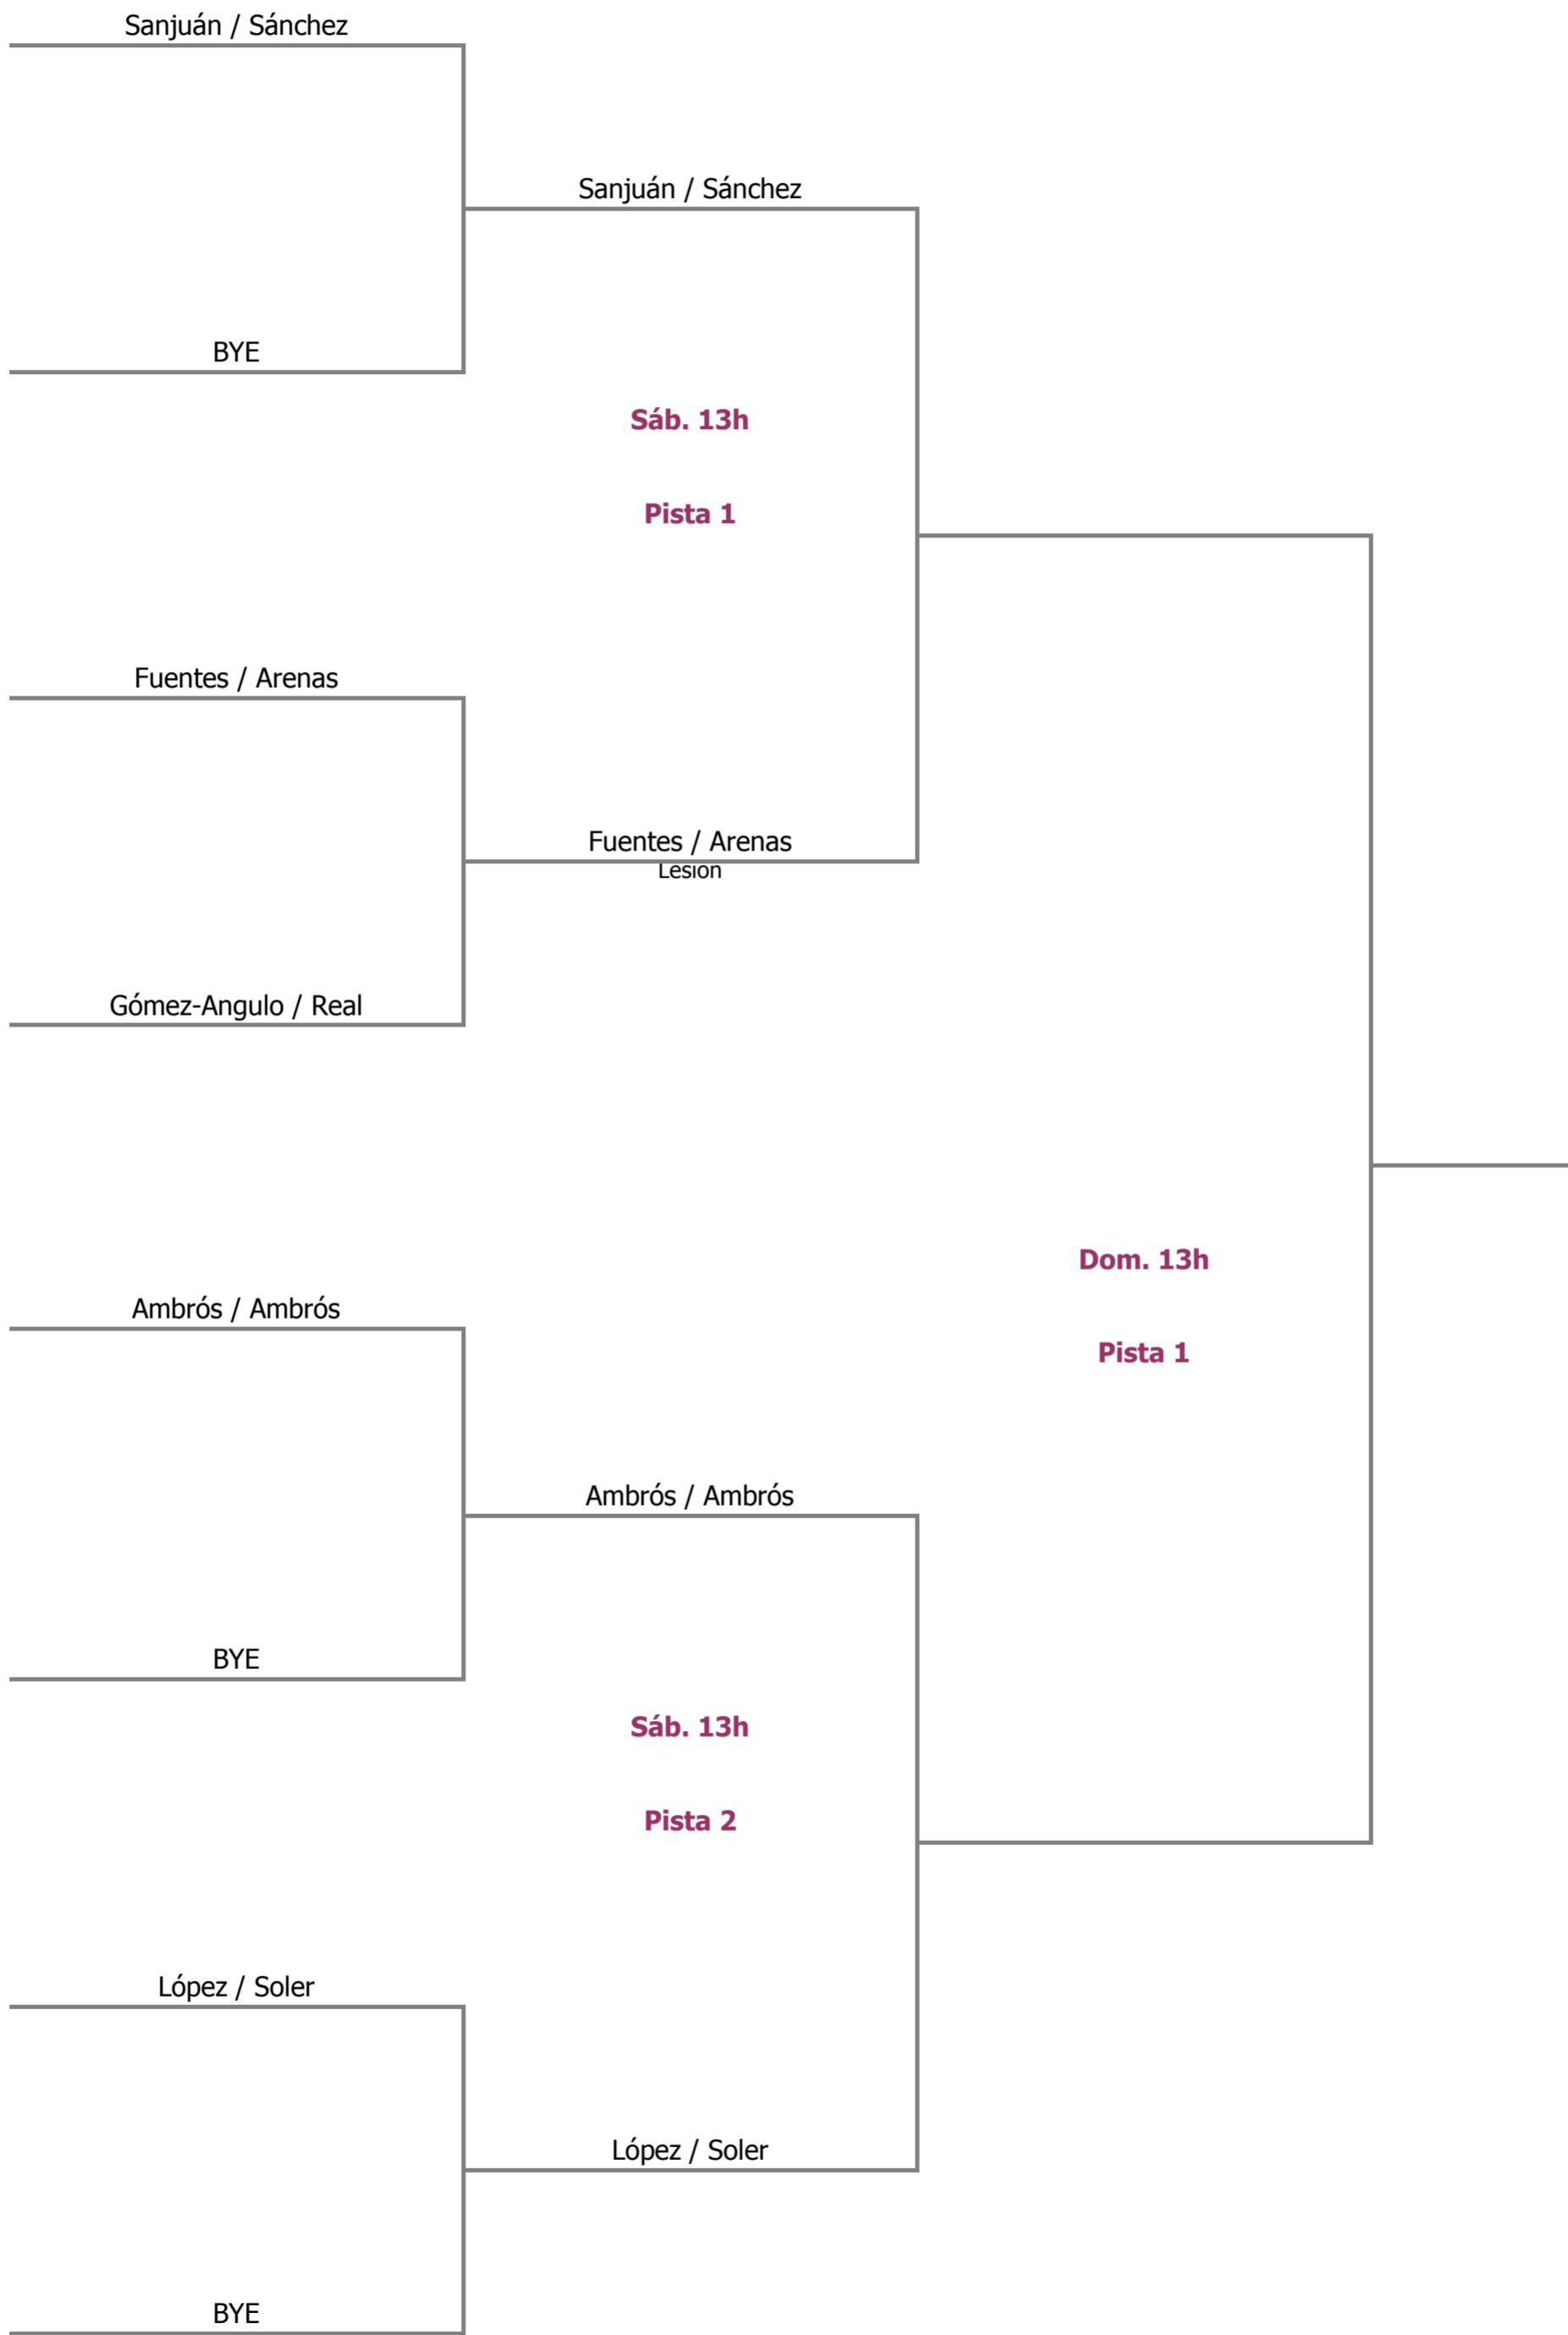 Sanjuán / Sánchez
Sanjuán / Sánchez
BYE
Sáb. 13h
Pista 1
Fuentes / Arenas
Fuentes / Arenas
Lesión
Gómez-Angulo / Real
Dom. 13h
Ambrós / Ambrós
Pista 1
Ambrós / Ambrós
BYE
Sáb. 13h
Pista 2
López / Soler
López / Soler
BYE